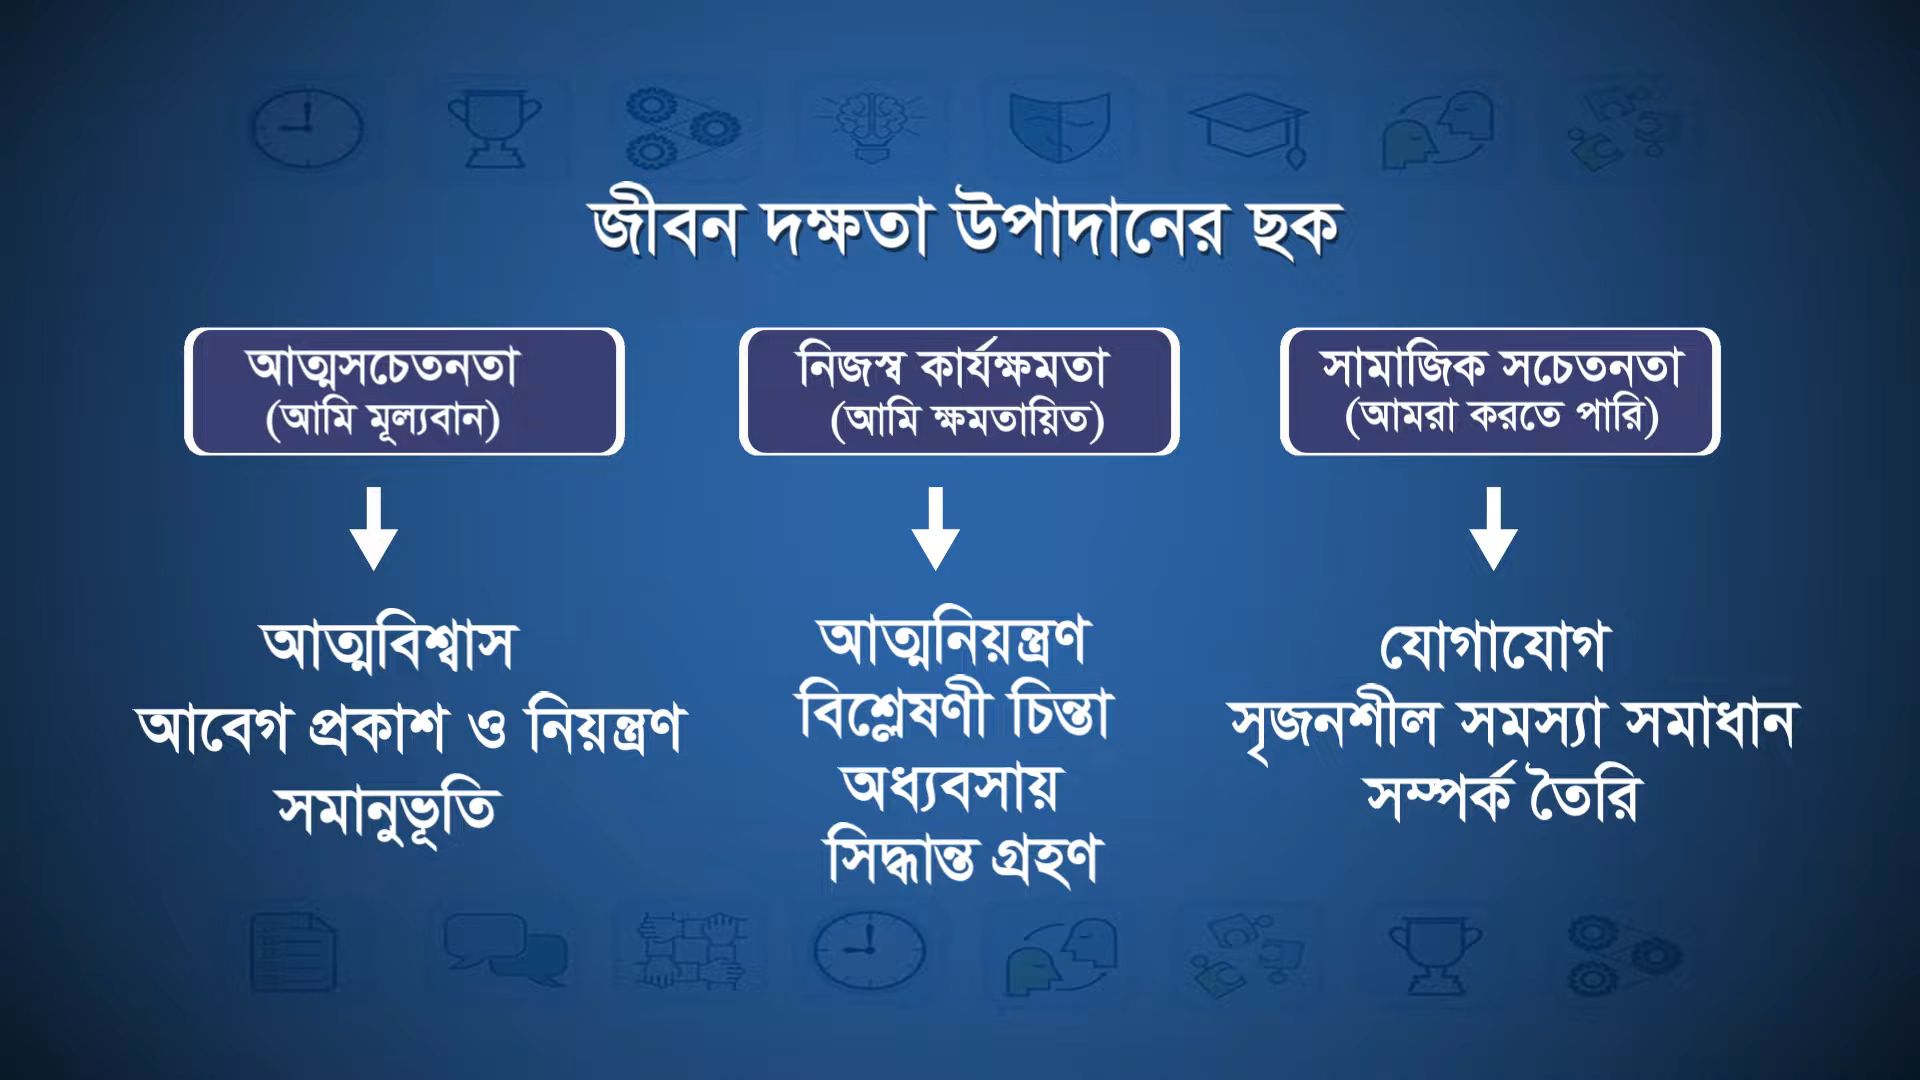 জীবন দক্ষতা উপাদানের ছক
আত্মসচেতনতা
(আমি মূল্যবান)
নিজস্ব কার্যক্ষমতা
(আমি ক্ষমতায়িত)
সামাজিক সচেতনতা
(আমরা করতে পারি)
আত্মবিশ্বাস
আবেগ প্রকাশ ও নিয়ন্ত্রণ
সমানুভূতি
আত্মনিয়ন্ত্রণ
বিশ্লেষণী চিন্তা
অধ্যবসায়
সিদ্ধান্ত গ্রহণ
যোগাযোগ
সৃজনশীল সমস্যা সমাধান
সম্পর্ক তৈরি